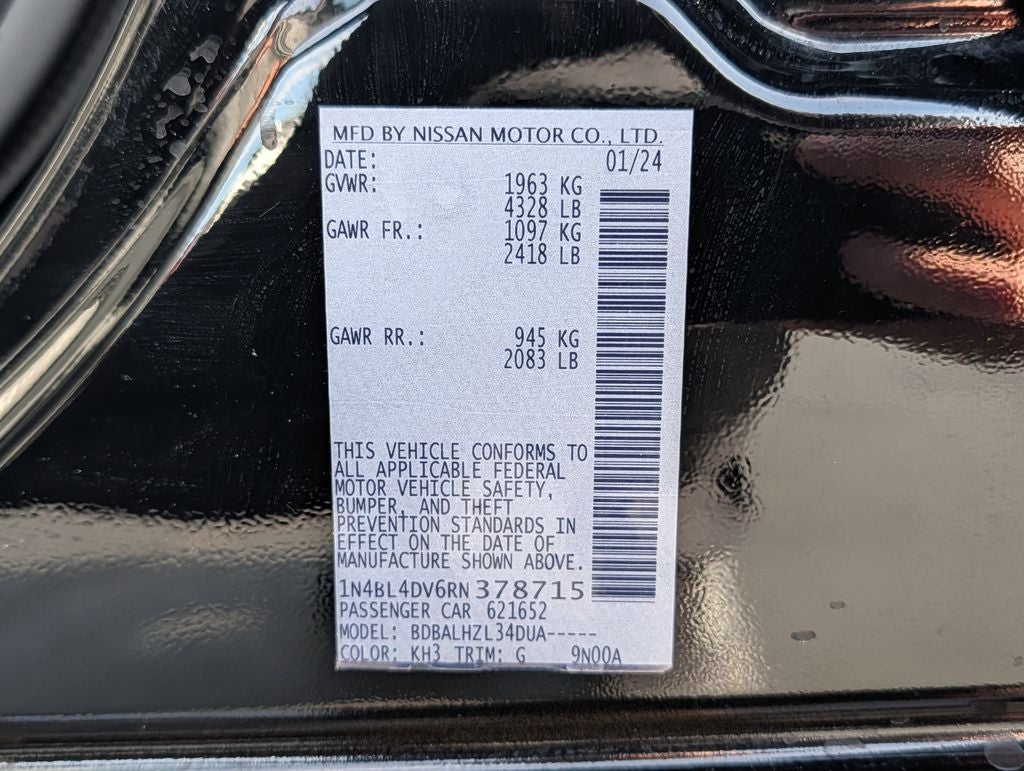 MFD BY NISSAN MOTOR CO., LTD.
DATE: 01/24
GVWR: 1963 KG
4328 LB
GAWR FR.: 1097 KG
2418 LB
GAWR RR.: 945 KG
2083 LB
THIS VEHICLE CONFORMS TO
ALL APPLICABLE FEDERAL
MOTOR VEHICLE SAFETY,
BUMPER, AND THEFT
PREVENTION STANDARDS IN
EFFECT ON THE DATE OF
MANUFACTURE SHOWN ABOVE.
1N4BL4DV6RN378715
PASSENGER CAR 621652
MODEL: BDBALHZL34DUA-----
COLOR: KH3 TRIM: G 9N00A